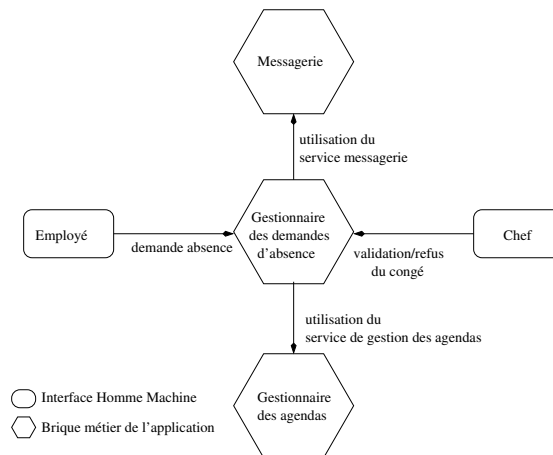 Messagerie
utilisation du
service messagerie
Employé
demande absence
Gestionnaire
des demandes
d'absence
validation/refus
du congé
Chef
utilisation du
service de gestion des agendas
Gestionnaire
des agendas
Interface Homme Machine
Brique métier de l'application